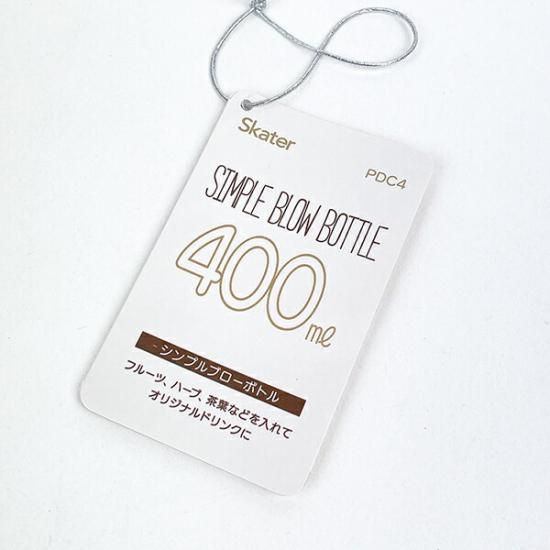 Skater
PDC4
SIMPLE BLOW BOTTLE
400ml
シンプルブローボトル
フルーツ、ハーブ、茶葉などを入れて
オリジナルドリンクに